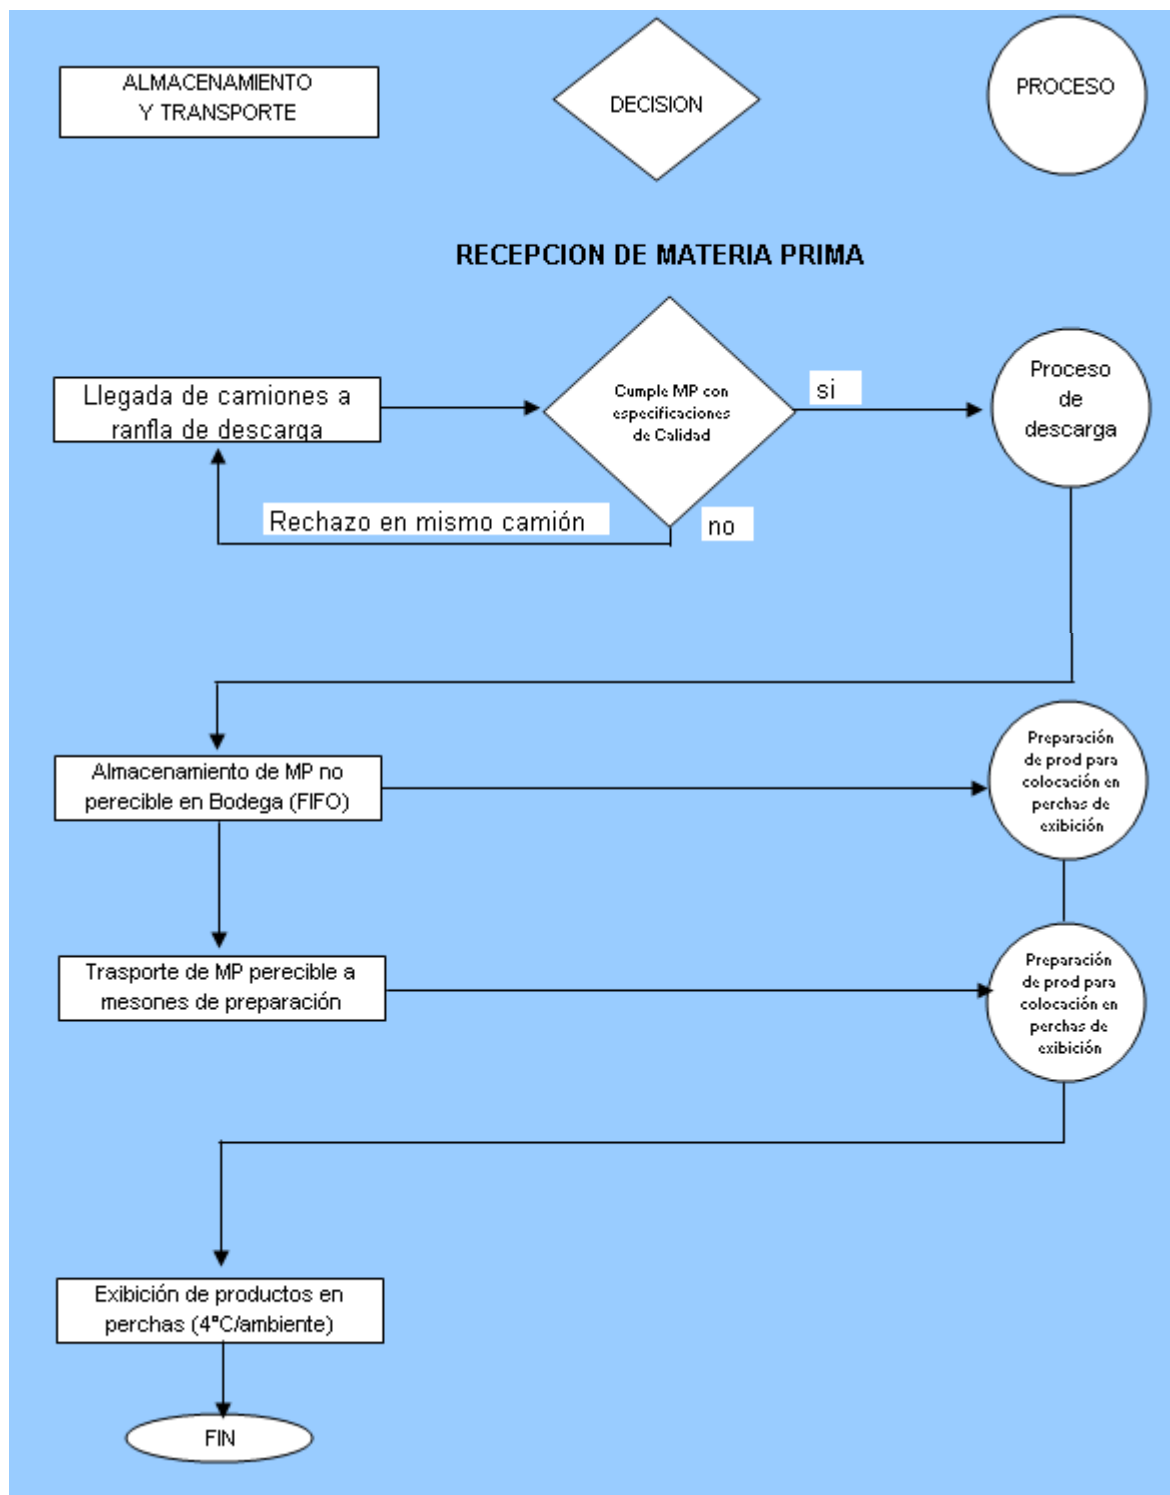 ALMACENAMIENTO
Y TRANSPORTE
DECISION
PROCESO
RECEPCION DE MATERIA PRIMA
Llegada de camiones a
ranfla de descarga
Cumple MP con
especificaciones
de Calidad
si
Proceso
de
descarga
Rechazo en mismo camión
no
Almacenamiento de MP no
perecible en Bodega (FIFO)
Preparación
de prod para
colocación en
perchas de
exibición
Trasporte de MP perecible a
mesones de preparación
Preparación
de prod para
colocación en
perchas de
exibición
Exibición de productos en
perchas (4°C/ambiente)
FIN